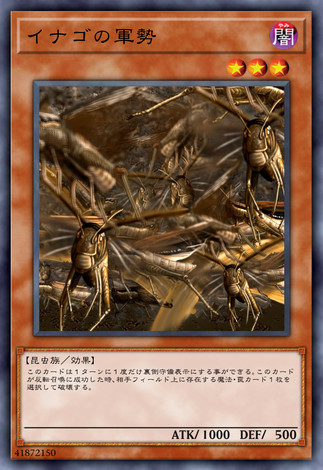 イナゴの軍勢
やみ
闇
【昆虫族/効果】
このカードは1ターンに1度だけ裏側守備表示にする事ができる。このカード
が反転召喚に成功した時、相手フィールド上に存在する魔法・罠カード1枚を
選択して破壊する。
ATK/1000 DEF/500
41872150